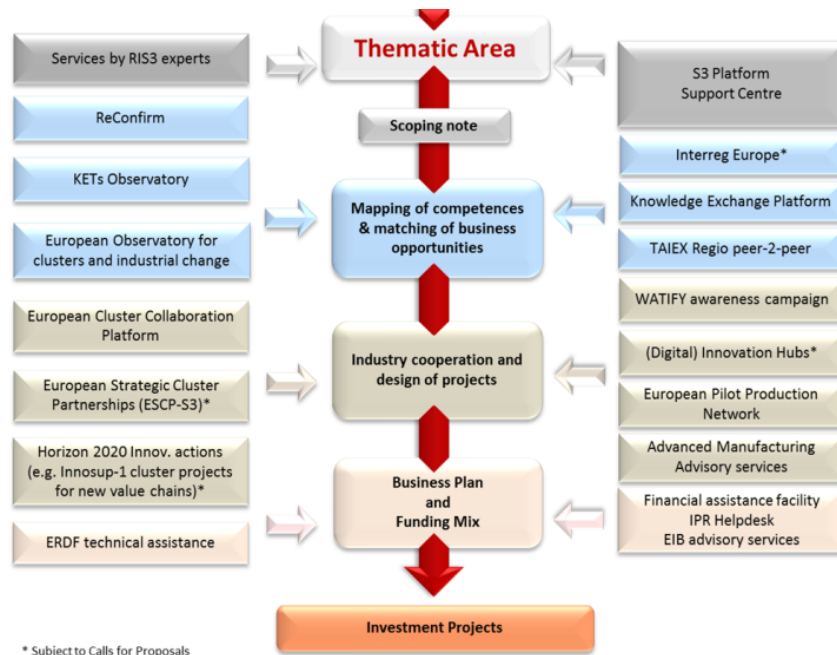 Thematic Area
Services by RIS3 experts
S3 Platform
Support Centre
Scoping note
ReConfirm
Interreg Europe*
KETs Observatory
Mapping of competences
& matching of business
opportunities
Knowledge Exchange Platform
European Observatory for
clusters and industrial change
TAIEX Regio peer-2-peer
WATIFY awareness campaign
European Cluster Collaboration
Platform
Industry cooperation and
design of projects
(Digital) Innovation Hubs*
European Strategic Cluster
Partnerships (ESCP-S3)*
European Pilot Production
Network
Horizon 2020 Innov. actions
(e.g. Innosup-1 cluster projects
for new value chains)*
Advanced Manufacturing
Advisory services
Business Plan
and
Funding Mix
ERDF technical assistance
Financial assistance facility
IPR Helpdesk
EIB advisory services
Investment Projects
* Subject to Calls for Proposals